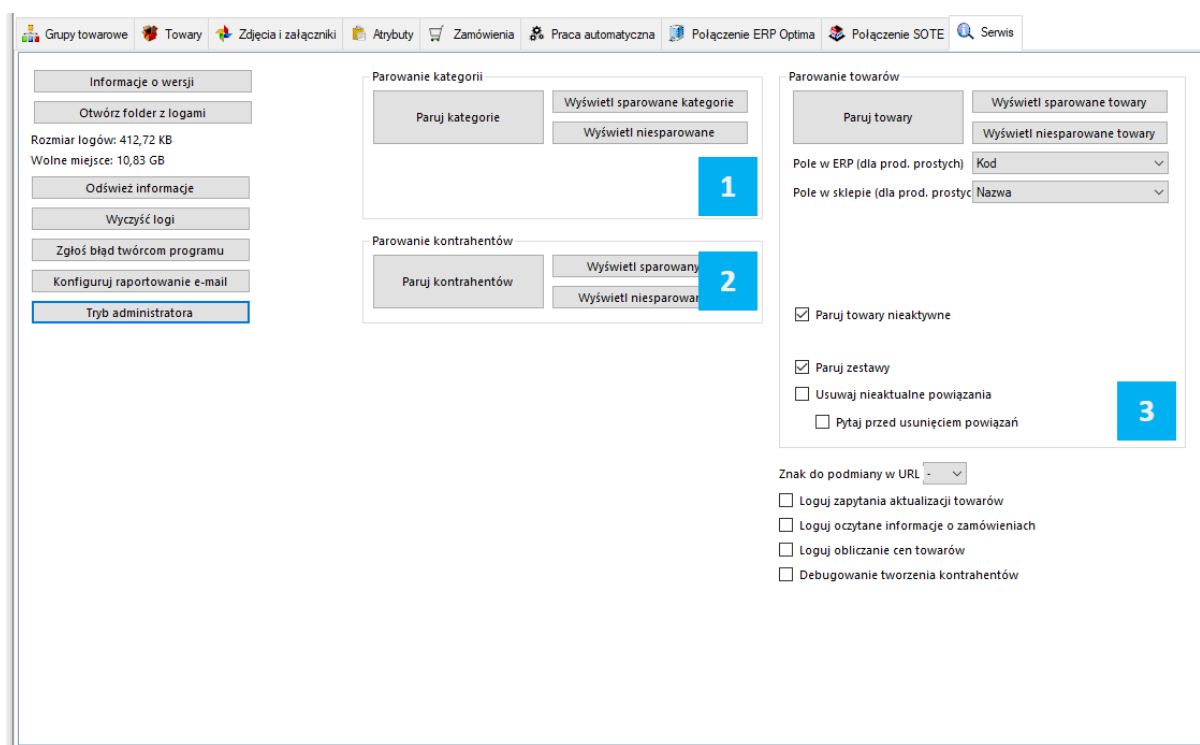 Grupy towarowe Towary Zdjęcia i załączniki Atrybuty Zamówienia Praca automatyczna Połączenie ERP Optima Połączenie SOTE Serwis
Informacje o wersji
Otwórz folder z logami
Rozmiar logów: 412,72 KB
Wolne miejsce: 10,83 GB
Odśwież informacje
Wyczyść logi
Zgłoś błąd twórcom programu
Konfiguruj raportowanie e-mail
Tryb administratora
Parowanie kategorii
Paruj kategorie
Wyświetl sparowane kategorie
Wyświetl niesparowane
1
Parowanie kontrahentów
Paruj kontrahentów
Wyświetl sparowany
Wyświetl niesparowan
2
Parowanie towarów
Paruj towary
Wyświetl sparowane towary
Wyświetl niesparowane towary
Pole w ERP (dla prod. prostych) Kod
Pole w sklepie (dla prod. prostyc Nazwa
Paruj towary nieaktywne
Paruj zestawy
Usuwaj nieaktualne powiązania
Pytaj przed usunięciem powiązań
3
Znak do podmiany w URL -
Loguj zapytania aktualizacji towarów
Loguj oczytane informacje o zamówieniach
Loguj obliczanie cen towarów
Debugowanie tworzenia kontrahentów